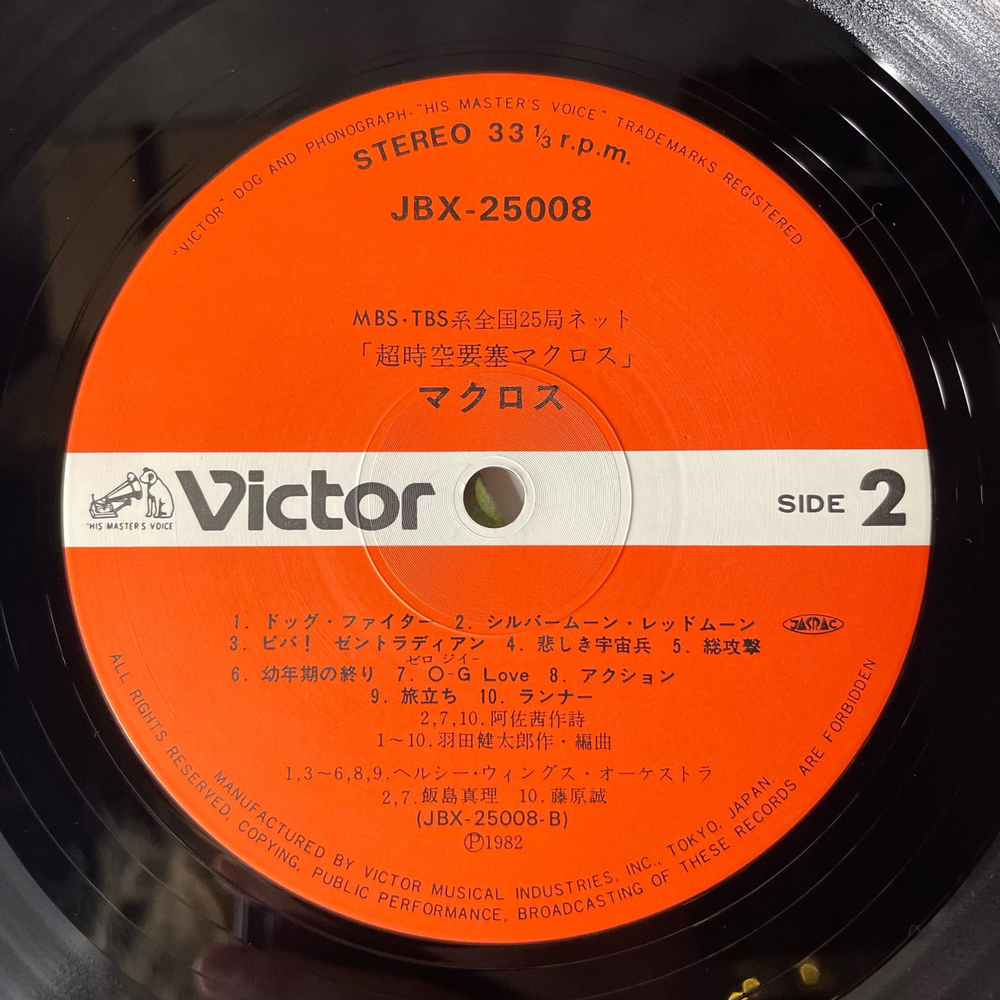 "VICTOR" DOG AND PHONOGRAPH-"HIS MASTER'S VOICE" TRADEMARKS REGISTERED
STEREO 33 1/3 r.p.m.
JBX-25008
MBS・TBS系全国25局ネット
「超時空要塞マクロス」
マクロス
"HIS MASTER'S VOICE"
Victor
SIDE 2
1. ドッグ・ファイター 2. シルバームーン・レッドムーン
JASRAC
3. ビバ! ゼントラディアン 4. 悲しき宇宙兵 5. 総攻撃
ゼロ ジイー
6. 幼年期の終り 7. O-G Love 8. アクション
9. 旅立ち 10. ランナー
2,7,10.阿佐茜作詩
1〜10.羽田健太郎作・編曲
1,3〜6,8,9.ヘルシー・ウィングス・オーケストラ
2,7.飯島真理 10.藤原誠
(JBX-25008-B)
Ⓟ1982
MANUFACTURED BY VICTOR MUSICAL INDUSTRIES, INC., TOKYO, JAPAN.
ALL RIGHTS RESERVED, COPYING, PUBLIC PERFORMANCE, BROADCASTING OF THESE RECORDS ARE FORBIDDEN